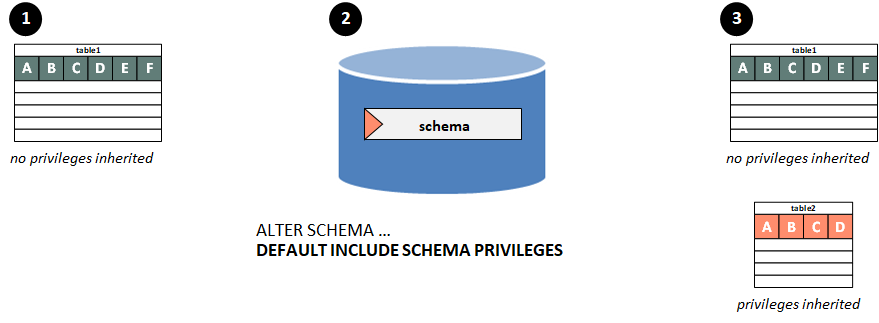 1
table1
A B C D E F
no privileges inherited
2
schema
ALTER SCHEMA ...
DEFAULT INCLUDE SCHEMA PRIVILEGES
3
table1
A B C D E F
no privileges inherited
table2
A B C D
privileges inherited